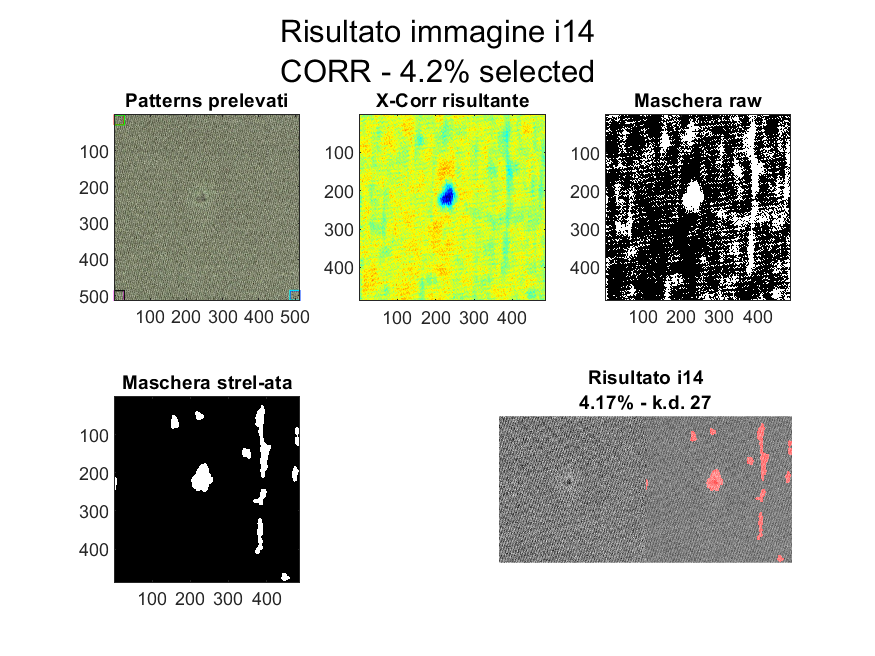 Risultato immagine i14
CORR - 4.2% selected
Patterns prelevati
100
200
300
400
500
100 200 300 400 500
X-Corr risultante
100
200
300
400
100 200 300 400
Maschera raw
100
200
300
400
100 200 300 400
Maschera strel-ata
100
200
300
400
100 200 300 400
Risultato i14
4.17% - k.d. 27